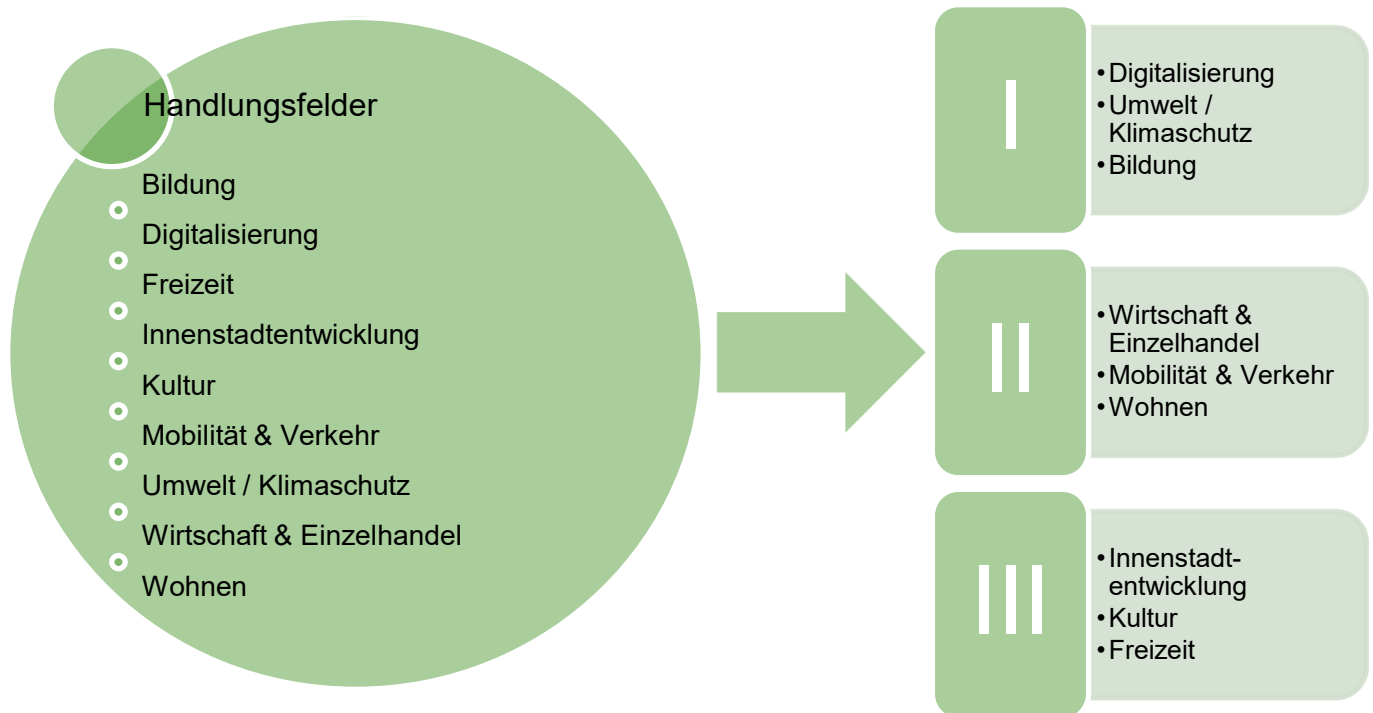 Handlungsfelder
Bildung
Digitalisierung
Freizeit
Innenstadtentwicklung
Kultur
Mobilität & Verkehr
Umwelt / Klimaschutz
Wirtschaft & Einzelhandel
Wohnen
I
•Digitalisierung
•Umwelt /
Klimaschutz
•Bildung
II
•Wirtschaft &
Einzelhandel
•Mobilität & Verkehr
•Wohnen
III
•Innenstadt-
entwicklung
•Kultur
•Freizeit